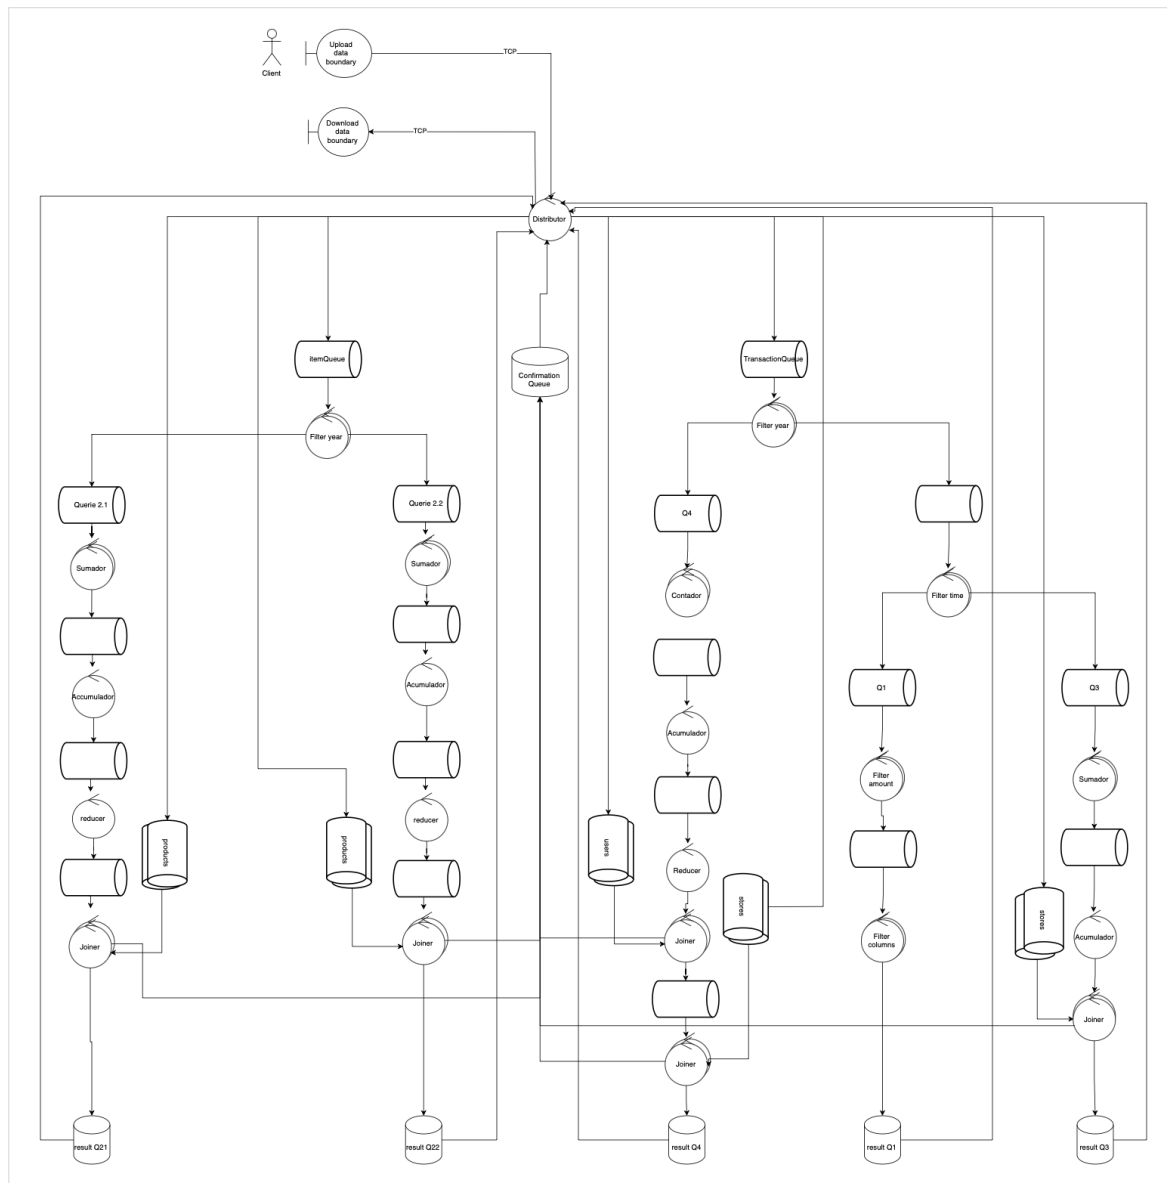 Upload
data
boundary
TCP
Client
Download
data
boundary
TCP
Distributor
itemQueue
TransactionQueue
Confirmation
Queue
Filter year
Filter year
Querie 2.1
Querie 2.2
Q4
Sumador
Sumador
Contador
Filter time
Accumulador
Acumulador
Q1
Q3
Acumulador
Filter
amount
Sumador
reducer
reducer
products
products
users
Reducer
stores
stores
Joiner
Joiner
Joiner
Filter
columns
Acumulador
Joiner
Joiner
result Q21
result Q22
result Q4
result Q1
result Q3